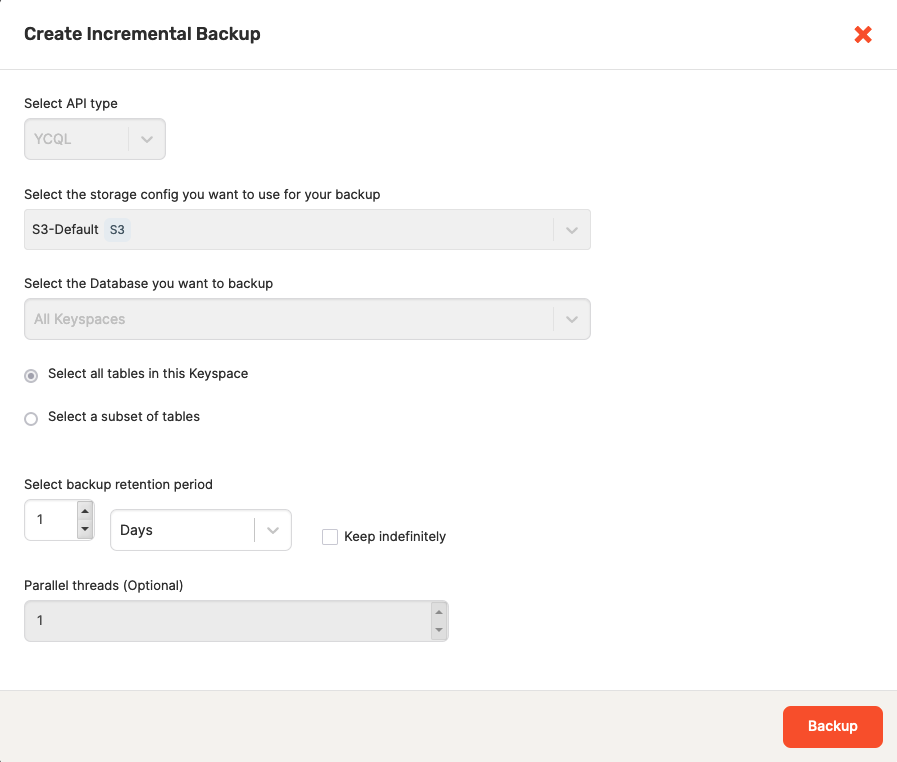 Create Incremental Backup
Select API type
YCQL
Select the storage config you want to use for your backup
S3-Default S3
Select the Database you want to backup
All Keyspaces
Select all tables in this Keyspace
Select a subset of tables
Select backup retention period
1 Days Keep indefinitely
Parallel threads (Optional)
1
Backup